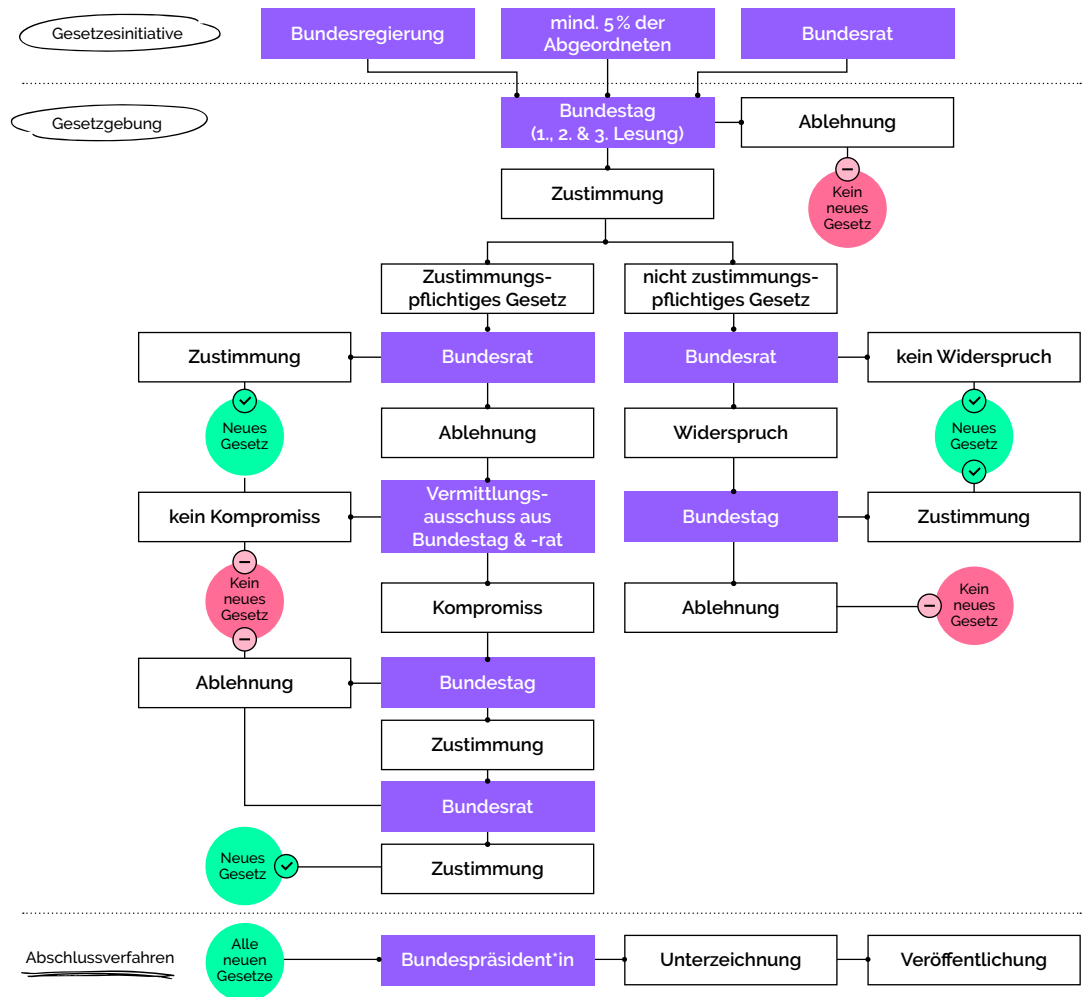 Gesetzesinitiative
Bundesregierung
mind. 5 % der
Abgeordneten
Bundesrat
Gesetzgebung
Bundestag
(1., 2. & 3. Lesung)
Ablehnung
Kein
neues
Gesetz
Zustimmung
Zustimmungs-
pflichtiges Gesetz
nicht zustimmungs-
pflichtiges Gesetz
Zustimmung
Bundesrat
Bundesrat
kein Widerspruch
Neues
Gesetz
Ablehnung
Widerspruch
Neues
Gesetz
kein Kompromiss
Vermittlungs-
ausschuss aus
Bundestag & -rat
Bundestag
Zustimmung
Kein
neues
Gesetz
Kompromiss
Ablehnung
Kein
neues
Gesetz
Ablehnung
Bundestag
Zustimmung
Bundesrat
Neues
Gesetz
Zustimmung
Abschlussverfahren
Alle
neuen
Gesetze
Bundespräsident*in
Unterzeichnung
Veröffentlichung